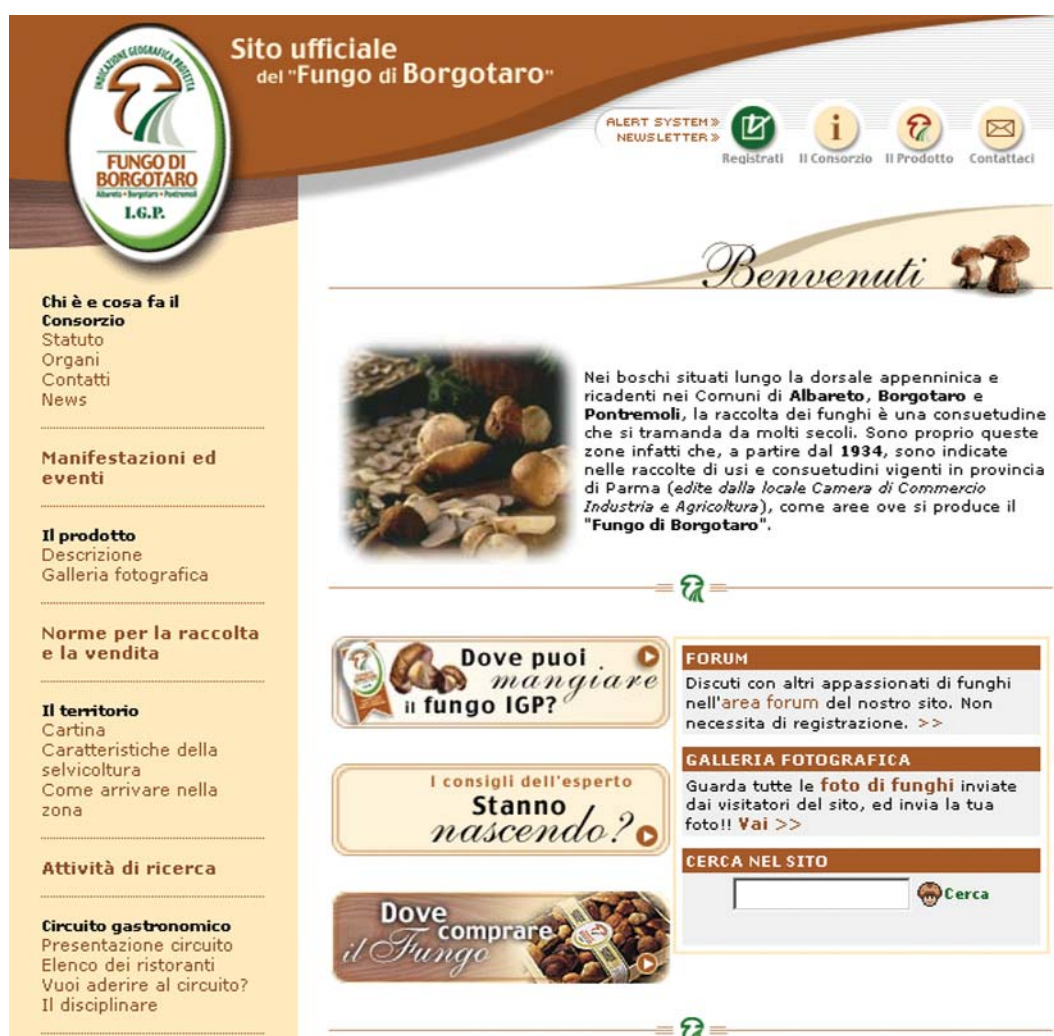 Sito ufficiale
del "Fungo di Borgotaro"
INDICAZIONE GEOGRAFICA PROTETTA
FUNGO DI
BORGOTARO
Albareto • Borgotaro • Pontremoli
I.G.P.
ALERT SYSTEM »
NEWSLETTER »
Registrati Il Consorzio Il Prodotto Contattaci
Benvenuti
Chi è e cosa fa il
Consorzio
Statuto
Organi
Contatti
News
Manifestazioni ed
eventi
Il prodotto
Descrizione
Galleria fotografica
Norme per la raccolta
e la vendita
Il territorio
Cartina
Caratteristiche della
selvicoltura
Come arrivare nella
zona
Attività di ricerca
Circuito gastronomico
Presentazione circuito
Elenco dei ristoranti
Vuoi aderire al circuito?
Il disciplinare
Nei boschi situati lungo la dorsale appenninica e
ricadenti nei Comuni di Albareto, Borgotaro e
Pontremoli, la raccolta dei funghi è una consuetudine
che si tramanda da molti secoli. Sono proprio queste
zone infatti che, a partire dal 1934, sono indicate
nelle raccolte di usi e consuetudini vigenti in provincia
di Parma (edite dalla locale Camera di Commercio
Industria e Agricoltura), come aree ove si produce il
"Fungo di Borgotaro".
Dove puoi
mangiare
il fungo IGP?
I consigli dell'esperto
Stanno
nascendo?
Dove
comprare
il Fungo
FORUM
Discuti con altri appassionati di funghi
nell'area forum del nostro sito. Non
necessita di registrazione. >>
GALLERIA FOTOGRAFICA
Guarda tutte le foto di funghi inviate
dai visitatori del sito, ed invia la tua
foto!! Vai >>
CERCA NEL SITO
Cerca